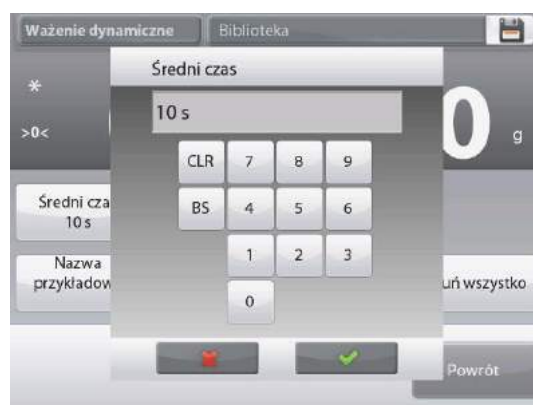 Ważenie dynamiczne Biblioteka
Średni czas
*
10 s
>0<
0 g
CLR 7 8 9
Średni cza
10 s
BS 4 5 6
1 2 3
Nazwa
przykładow
uń wszystko
0
Powrót